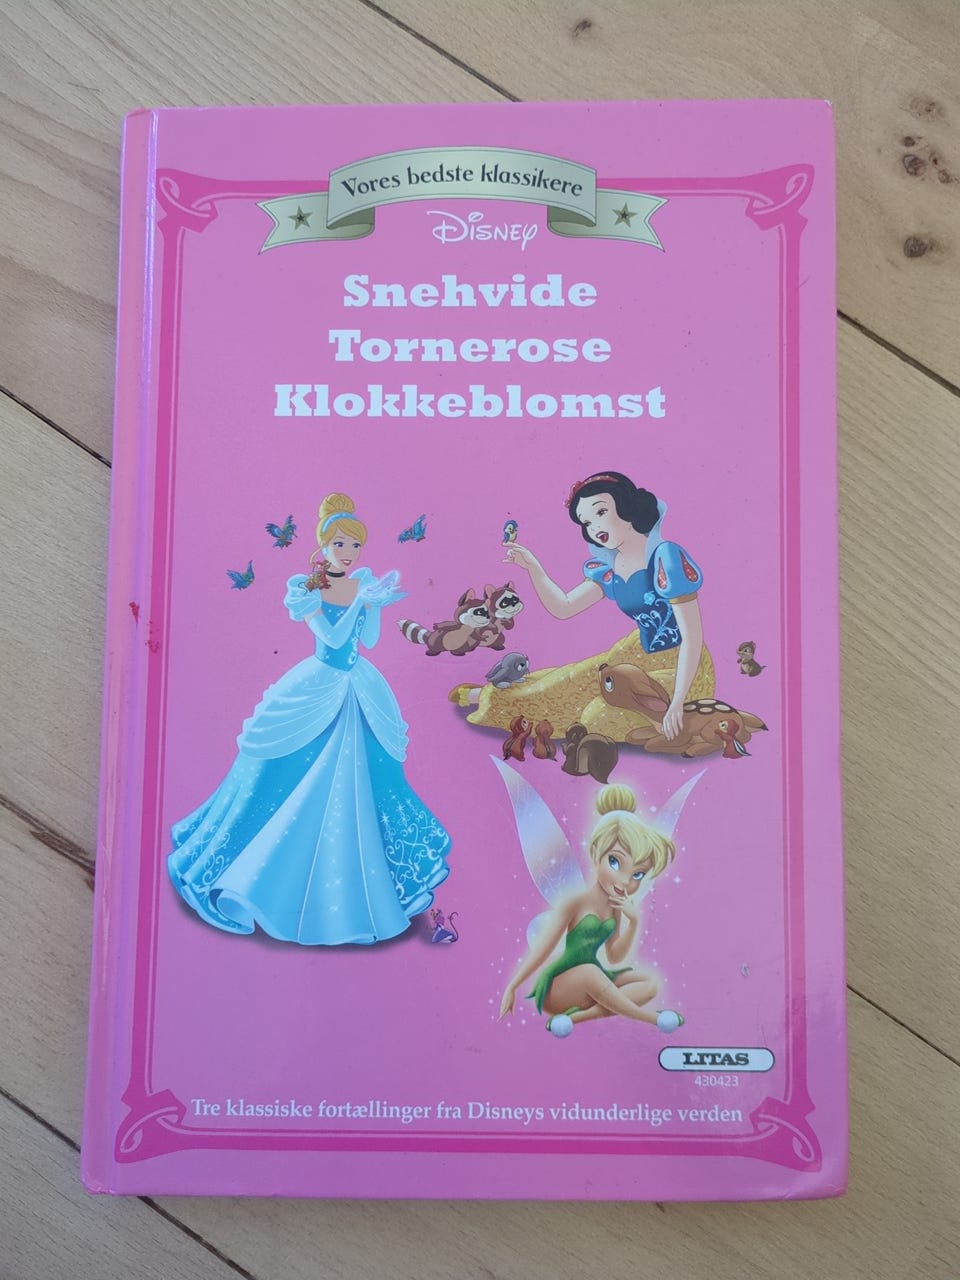 Vores bedste klassikere
Disney
Snehvide
Tornerose
Klokkeblomst
LITAS
430423
Tre klassiske fortællinger fra Disneys vidunderlige verden